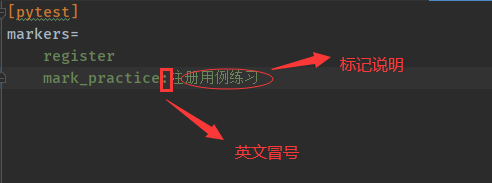 [pytest]
markers=
register
mark_practice:注册用例练习
标记说明
英文冒号